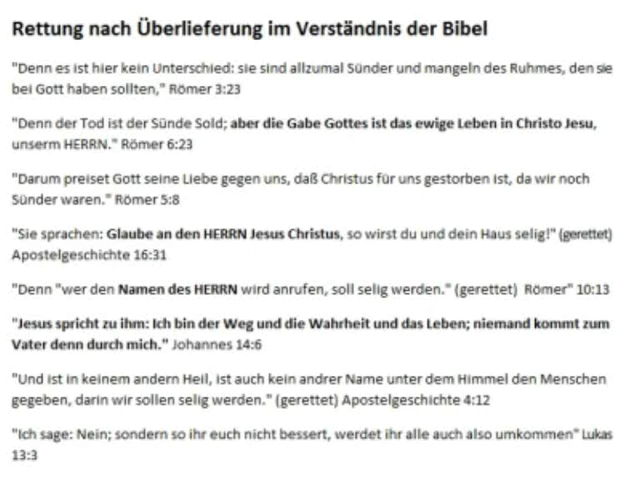 Rettung nach Überlieferung im Verständnis der Bibel
"Denn es ist hier kein Unterschied: sie sind allzumal Sünder und mangeln des Ruhmes, den sie
bei Gott haben sollten," Römer 3:23
"Denn der Tod ist der Sünde Sold; aber die Gabe Gottes ist das ewige Leben in Christo Jesu,
unserm HERRN." Römer 6:23
"Darum preiset Gott seine Liebe gegen uns, daß Christus für uns gestorben ist, da wir noch
Sünder waren." Römer 5:8
"Sie sprachen: Glaube an den HERRN Jesus Christus, so wirst du und dein Haus selig!" (gerettet)
Apostelgeschichte 16:31
"Denn "wer den Namen des HERRN wird anrufen, soll selig werden." (gerettet)  Römer" 10:13
"Jesus spricht zu ihm: Ich bin der Weg und die Wahrheit und das Leben; niemand kommt zum
Vater denn durch mich." Johannes 14:6
"Und ist in keinem andern Heil, ist auch kein andrer Name unter dem Himmel den Menschen
gegeben, darin wir sollen selig werden." (gerettet) Apostelgeschichte 4:12
"Ich sage: Nein; sondern so ihr euch nicht bessert, werdet ihr alle auch also umkommen" Lukas
13:3